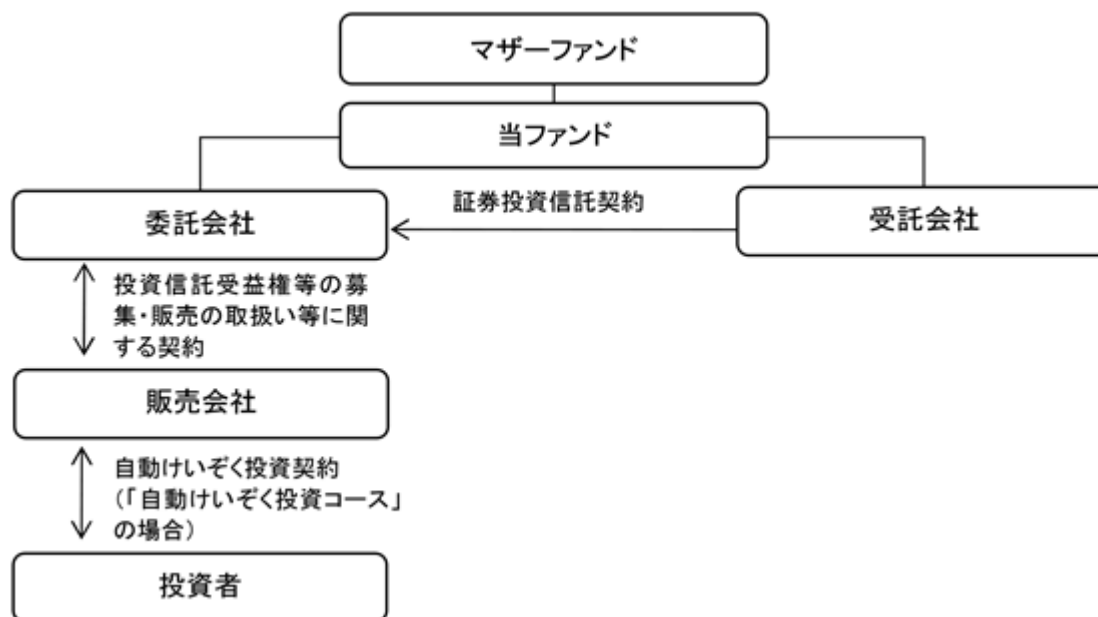 マザーファンド
当ファンド
証券投資信託契約
委託会社
受託会社
投資信託受益権等の募
集・販売の取扱い等に関
する契約
販売会社
自動けいぞく投資契約
(「自動けいぞく投資コース」
の場合)
投資者